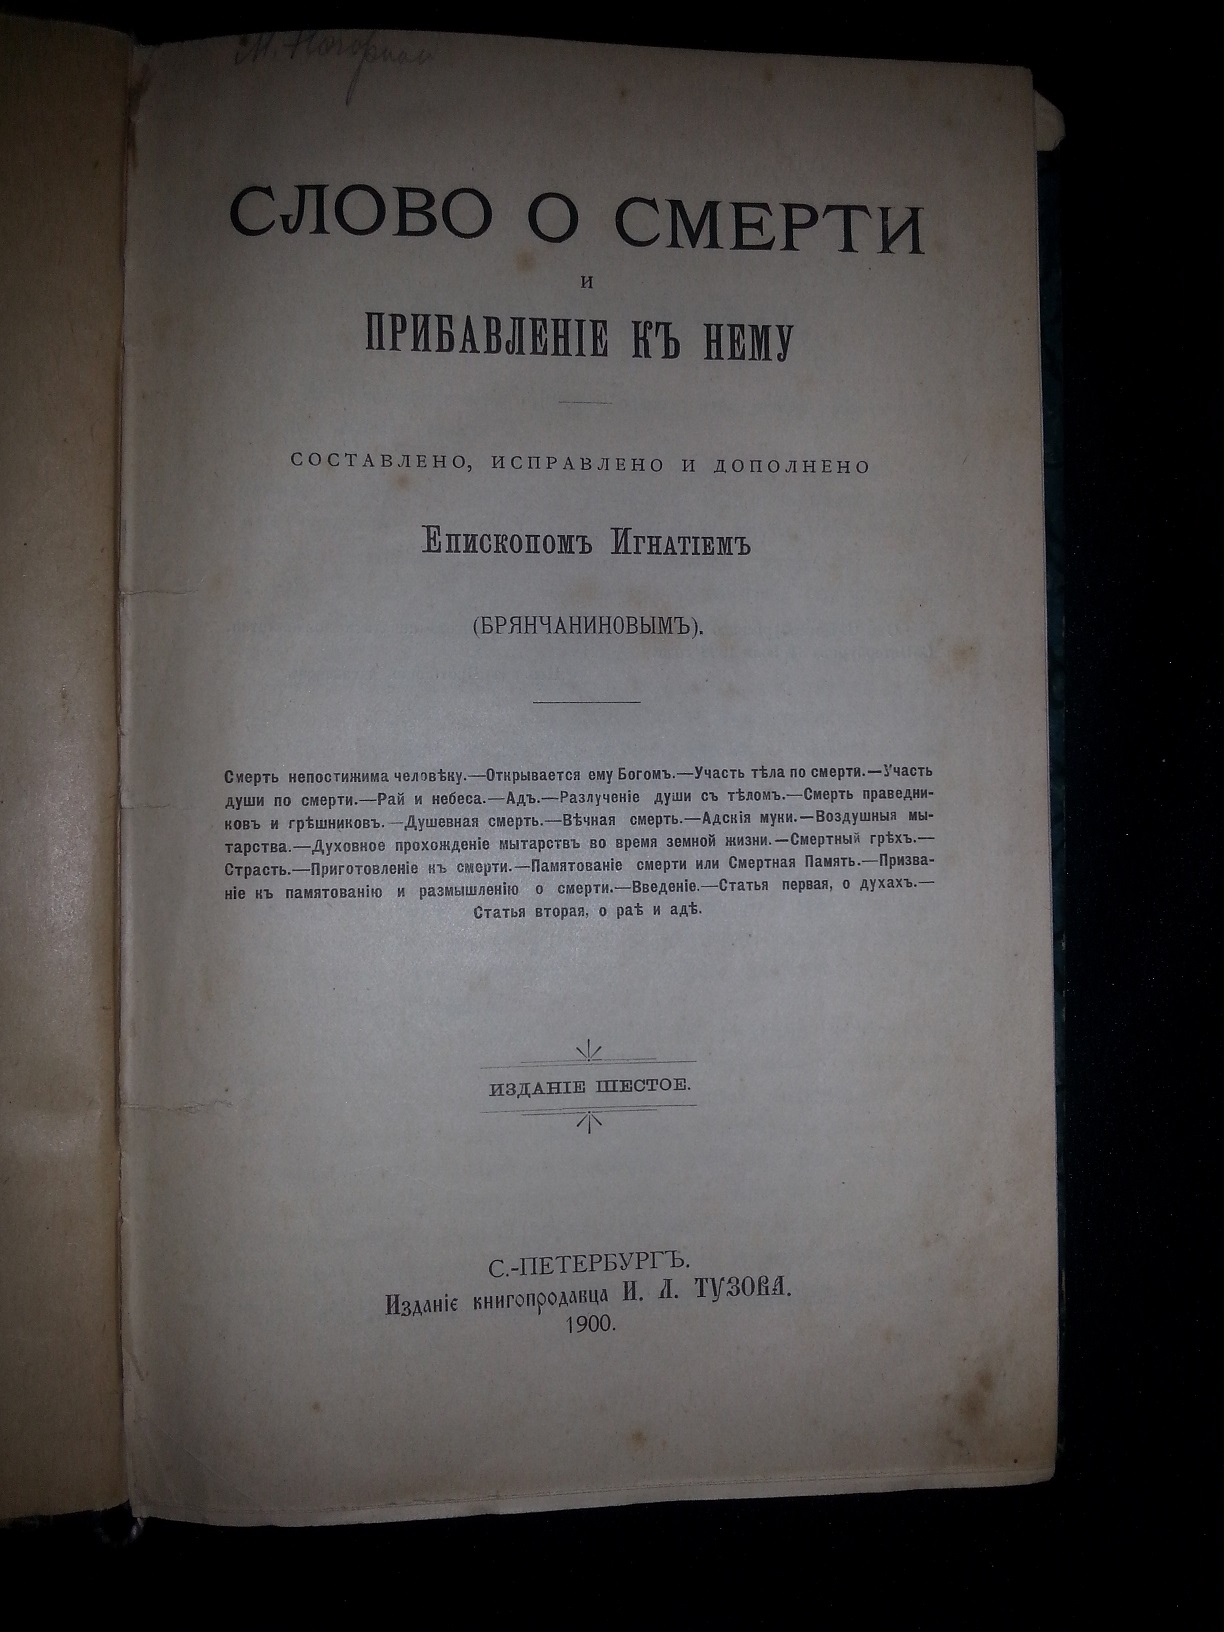 СЛОВО О СМЕРТИ
И
ПРИБАВЛЕНІЕ КЪ НЕМУ
СОСТАВЛЕНО, ИСПРАВЛЕНО И ДОПОЛНЕНО
ЕПИСКОПОМЪ ИГНАТІЕМЪ
(БРЯНЧАНИНОВЫМЪ).
Смерть непостижима человѣку.—Открывается ему Богомъ.—Участь тѣла по смерти.—Участь
души по смерти.—Рай и небеса.—Адъ.—Разлученіе души съ тѣломъ.—Смерть праведни-
ковъ и грѣшниковъ.—Душевная смерть.—Вѣчная смерть.—Адскія муки.—Воздушныя мы-
тарства.—Духовное прохожденіе мытарствъ во время земной жизни.—Смертный грѣхъ.—
Страсть.—Приготовленіе къ смерти.—Памятованіе смерти или Смертная Память.—Призва-
ніе къ памятованію и размышленію о смерти.—Введеніе.—Статья первая, о духахъ.—
Статья вторая, о раѣ и адѣ.
ИЗДАНІЕ ШЕСТОЕ.
С.-ПЕТЕРБУРГЪ.
Изданіе книгопродавца И. Л. ТУЗОВА.
1900.